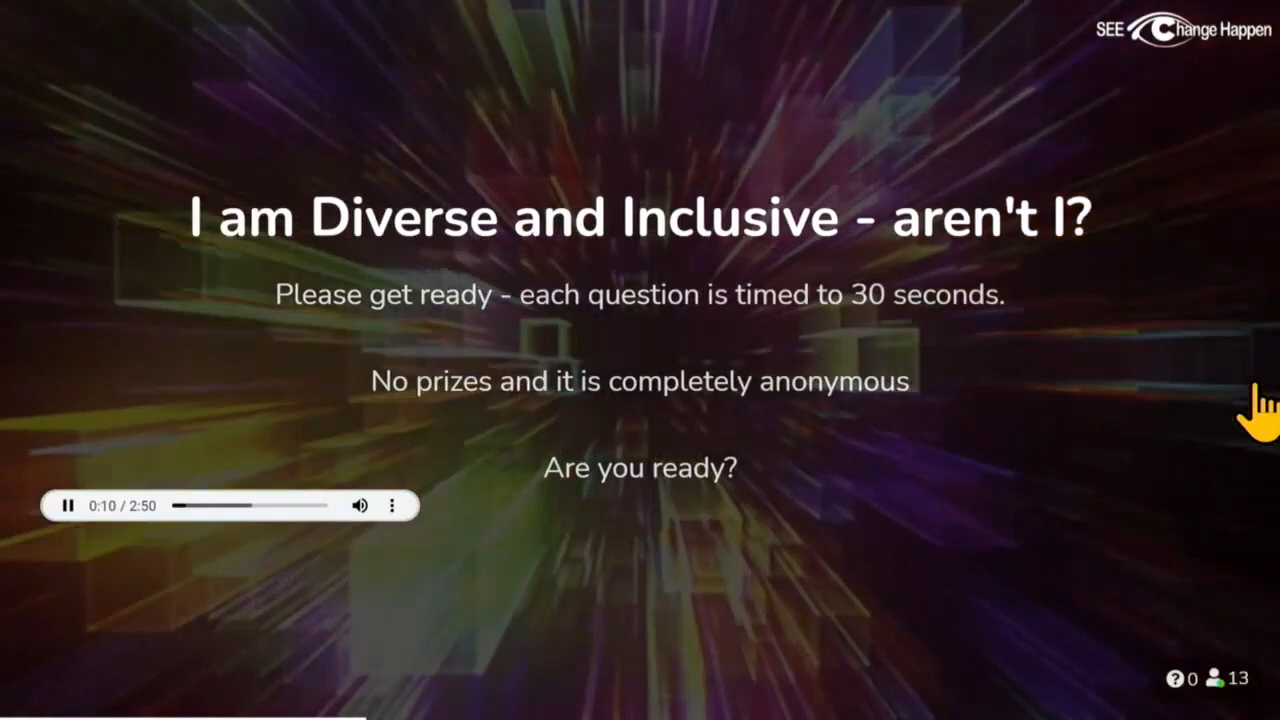 SEE Change Happen
I am Diverse and Inclusive - aren't I?
Please get ready - each question is timed to 30 seconds.
No prizes and it is completely anonymous
Are you ready?
0:10 / 2:50
0 13